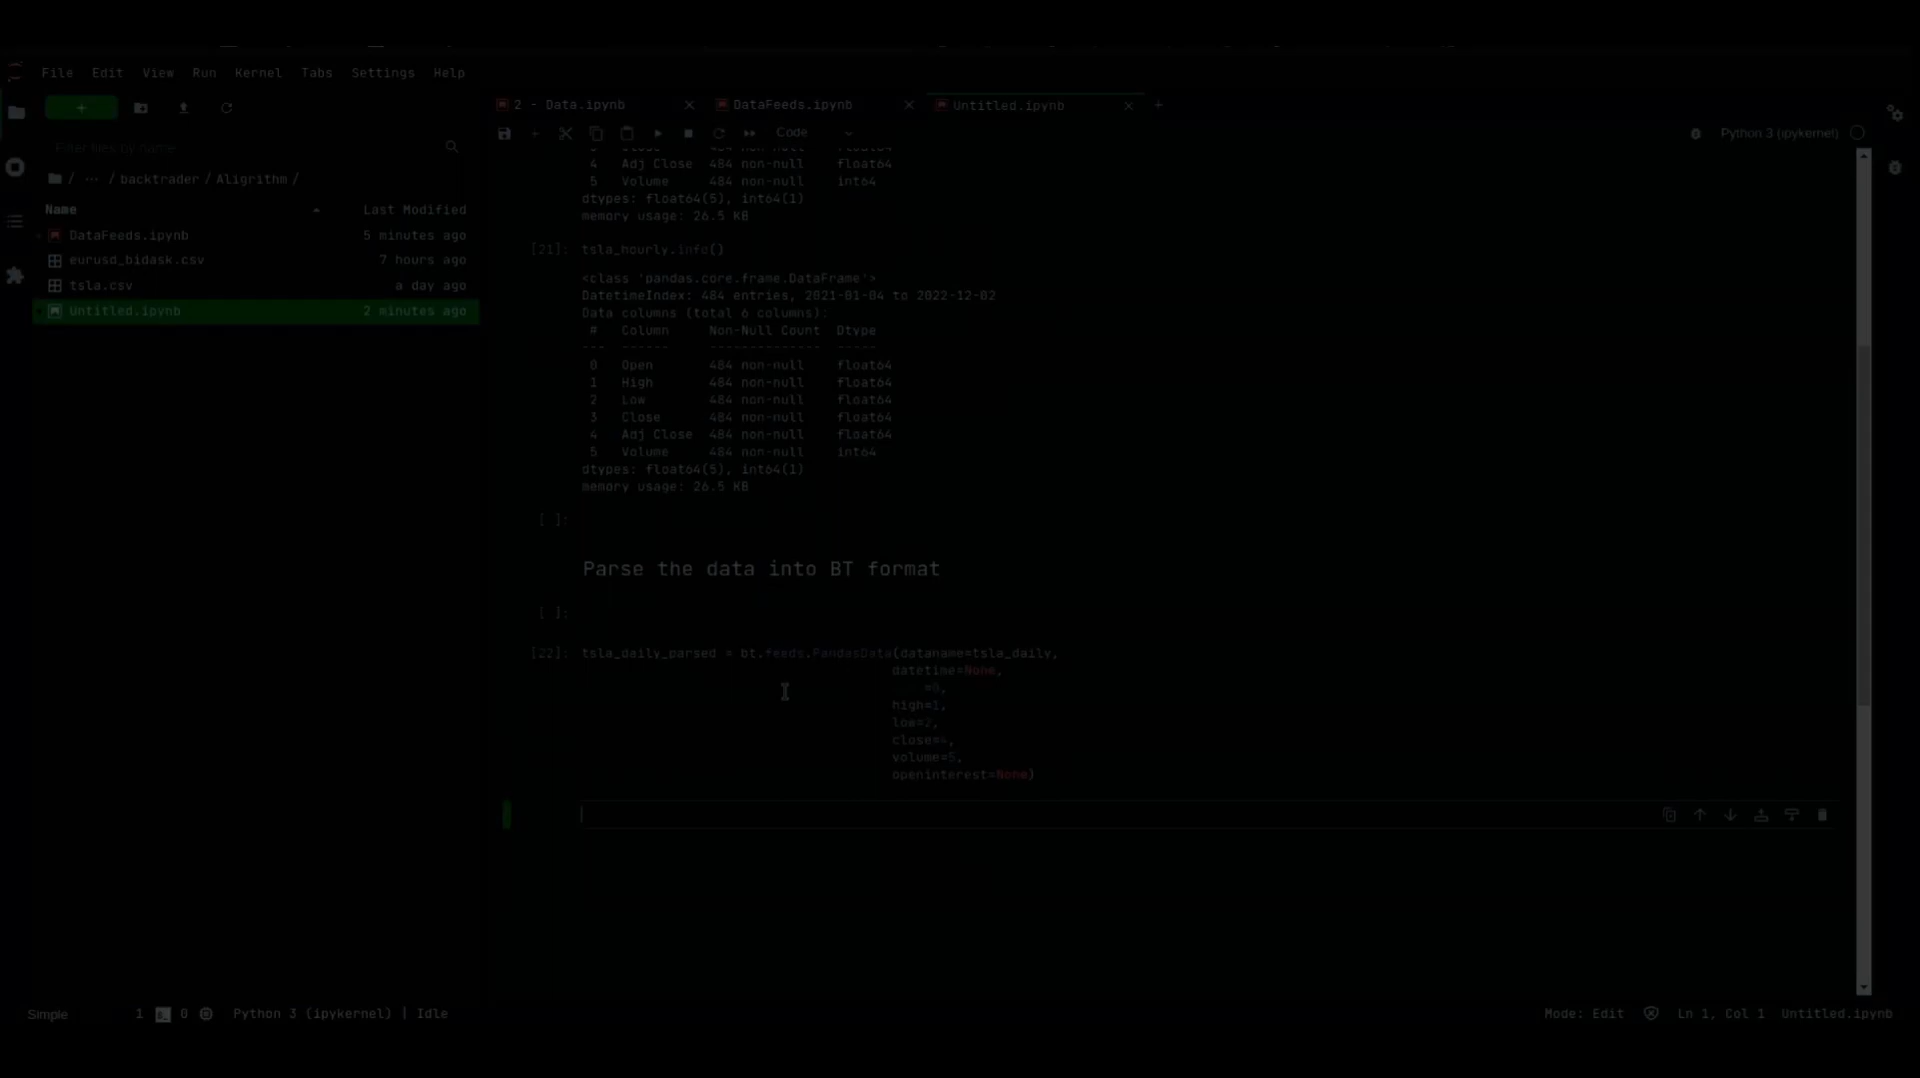 File Edit View Run Kernel Tabs Settings Help
+
Filter files by name
/ ... / backtrader / Aligrithm /
Name Last Modified
DataFeeds.ipynb 5 minutes ago
eurusd_bidask.csv 7 hours ago
tsla.csv a day ago
Untitled.ipynb 2 minutes ago
2 - Data.ipynb DataFeeds.ipynb Untitled.ipynb +
Code Python 3 (ipykernel)
4 Adj Close 484 non-null float64
5 Volume 484 non-null int64
dtypes: float64(5), int64(1)
memory usage: 26.5 KB
[21]: tsla_hourly.info()
<class 'pandas.core.frame.DataFrame'>
DatetimeIndex: 484 entries, 2021-01-04 to 2022-12-02
Data columns (total 6 columns):
# Column Non-Null Count Dtype
--- ------ -------------- -----
0 Open 484 non-null float64
1 High 484 non-null float64
2 Low 484 non-null float64
3 Close 484 non-null float64
4 Adj Close 484 non-null float64
5 Volume 484 non-null int64
dtypes: float64(5), int64(1)
memory usage: 26.5 KB
[ ]:
Parse the data into BT format
[ ]:
[22]: tsla_daily_parsed = bt.feeds.PandasData(dataname=tsla_daily,
datetime=None,
=0,
high=1,
low=2,
close=4,
volume=5,
openinterest=None)
Simple 1 0 Python 3 (ipykernel) | Idle Mode: Edit Ln 1, Col 1 Untitled.ipynb